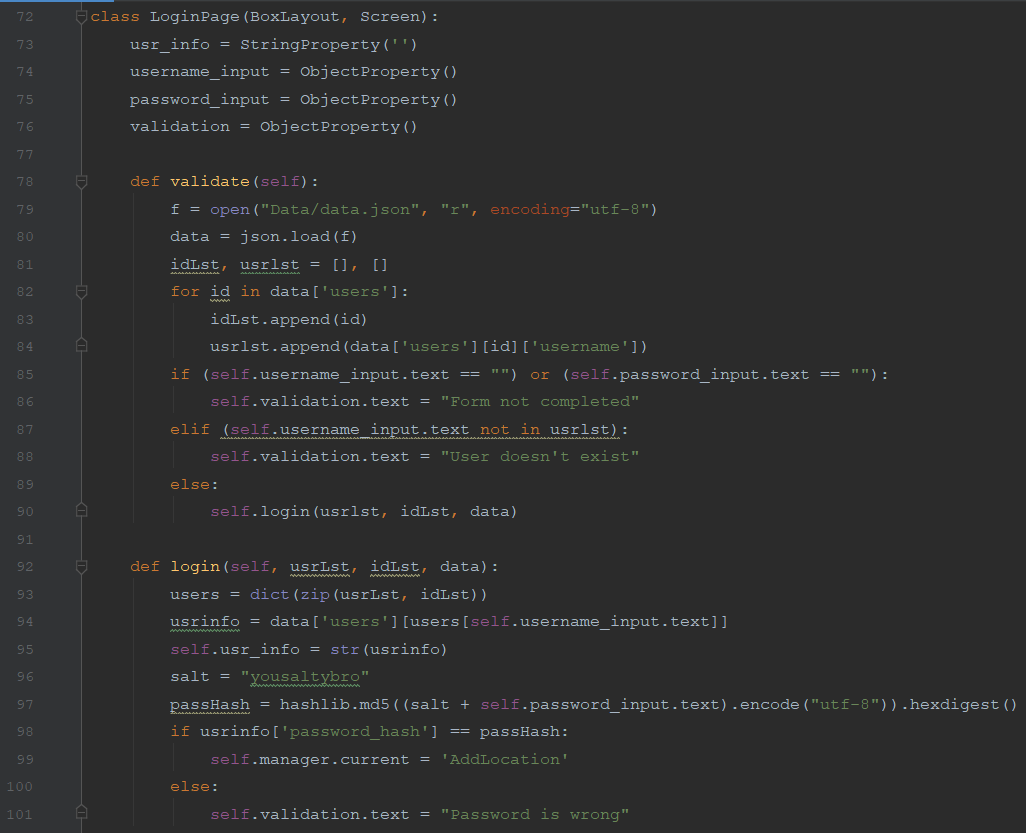 72 class LoginPage(BoxLayout, Screen):
73     usr_info = StringProperty('')
74     username_input = ObjectProperty()
75     password_input = ObjectProperty()
76     validation = ObjectProperty()
77
78     def validate(self):
79         f = open("Data/data.json", "r", encoding="utf-8")
80         data = json.load(f)
81         idLst, usrlst = [], []
82         for id in data['users']:
83             idLst.append(id)
84             usrlst.append(data['users'][id]['username'])
85         if (self.username_input.text == "") or (self.password_input.text == ""):
86             self.validation.text = "Form not completed"
87         elif (self.username_input.text not in usrlst):
88             self.validation.text = "User doesn't exist"
89         else:
90             self.login(usrlst, idLst, data)
91
92     def login(self, usrLst, idLst, data):
93         users = dict(zip(usrLst, idLst))
94         usrinfo = data['users'][users[self.username_input.text]]
95         self.usr_info = str(usrinfo)
96         salt = "yousaltybro"
97         passHash = hashlib.md5((salt + self.password_input.text).encode("utf-8")).hexdigest()
98         if usrinfo['password_hash'] == passHash:
99             self.manager.current = 'AddLocation'
100         else:
101             self.validation.text = "Password is wrong"